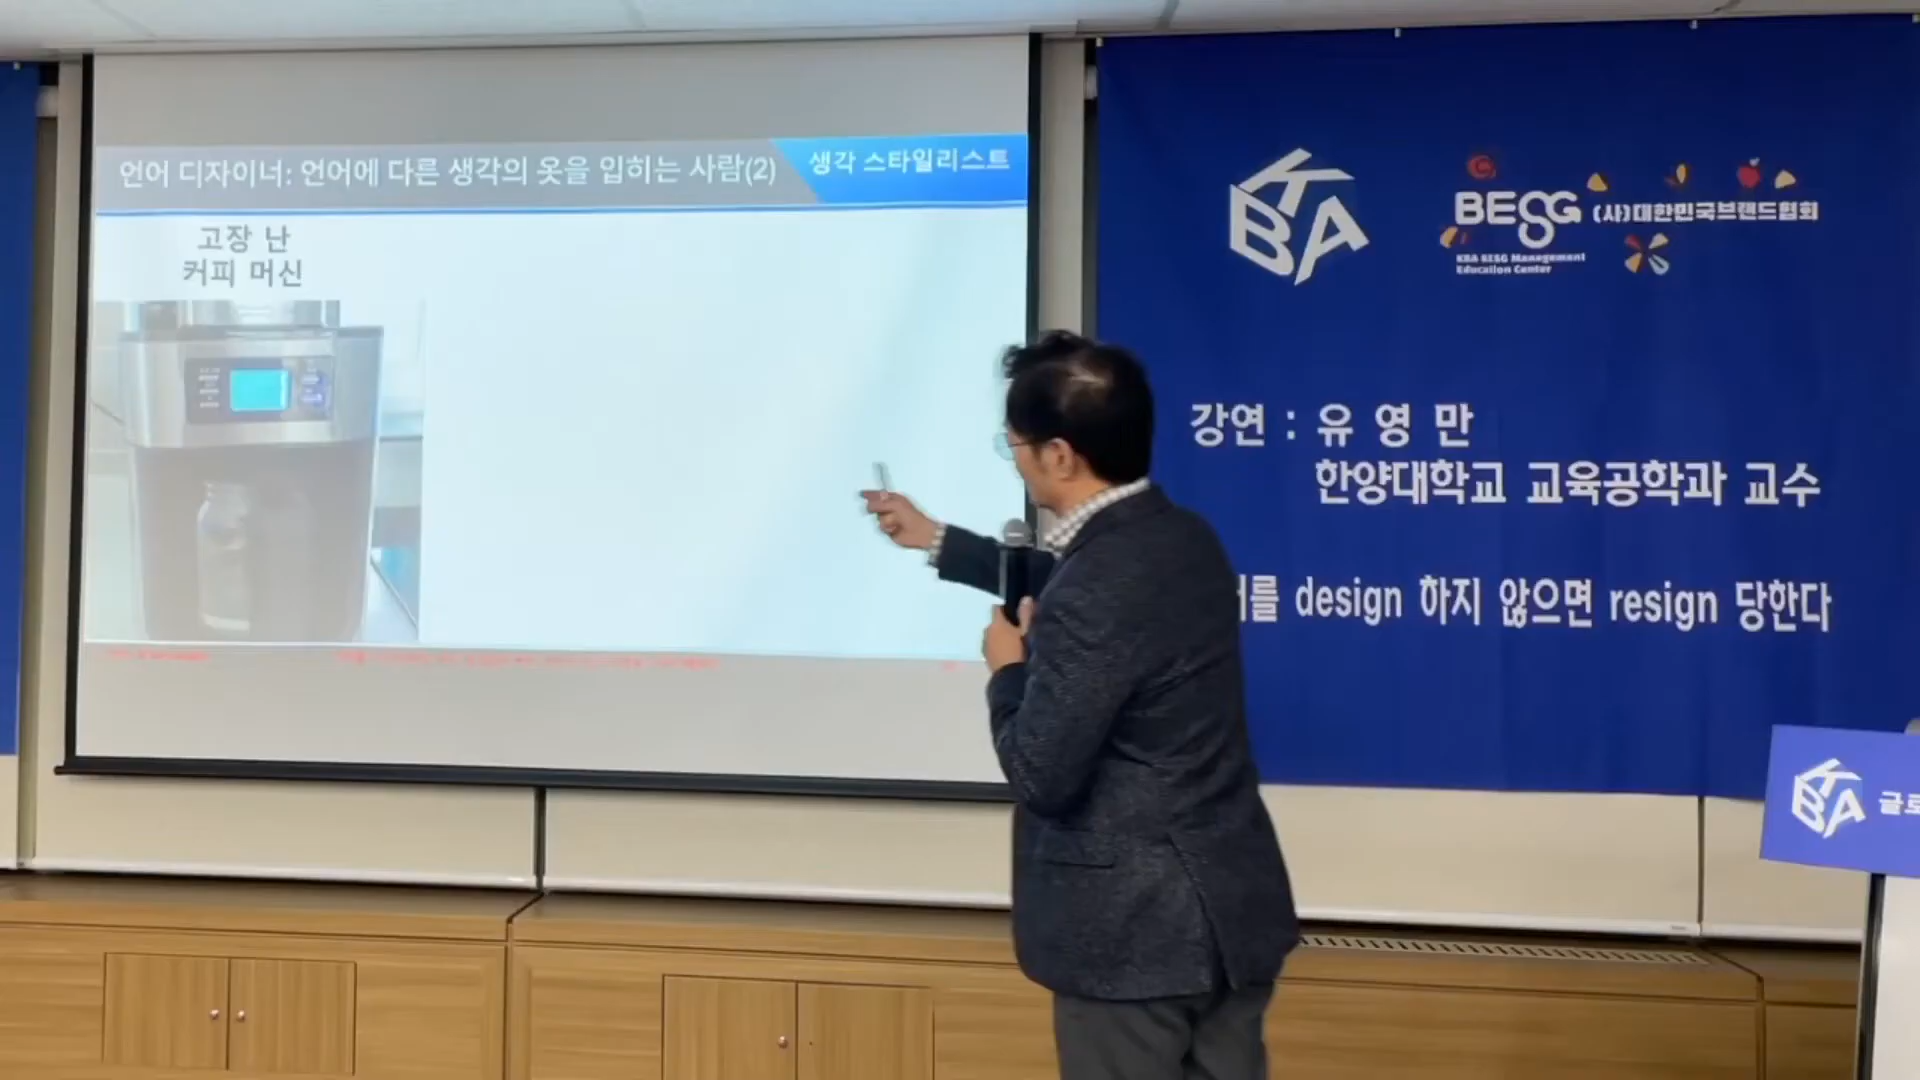 언어 디자이너: 언어에 다른 생각의 옷을 입히는 사람(2)
생각 스타일리스트
고장 난
커피 머신
KBA
BESG
(사)대한민국브랜드협회
KBA BESG Management
Education Center
강연 : 유 영 만
한양대학교 교육공학과 교수
를 design 하지 않으면 resign 당한다
KBA